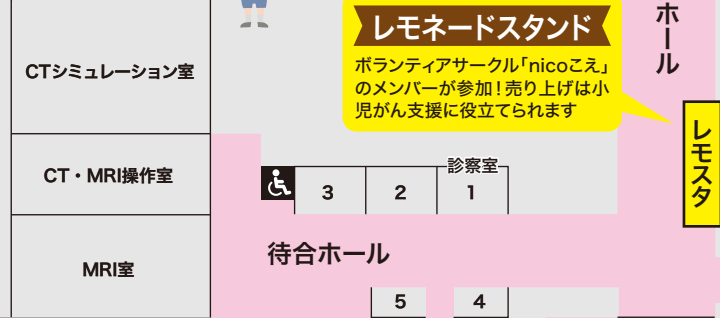 レモネードスタンド
ボランティアサークル「nicoこえ」
のメンバーが参加！売り上げは小
児がん支援に役立てられます
ホール
レモスタ
CTシミュレーション室
CT・MRI操作室
MRI室
診察室
3
2
1
待合ホール
5
4